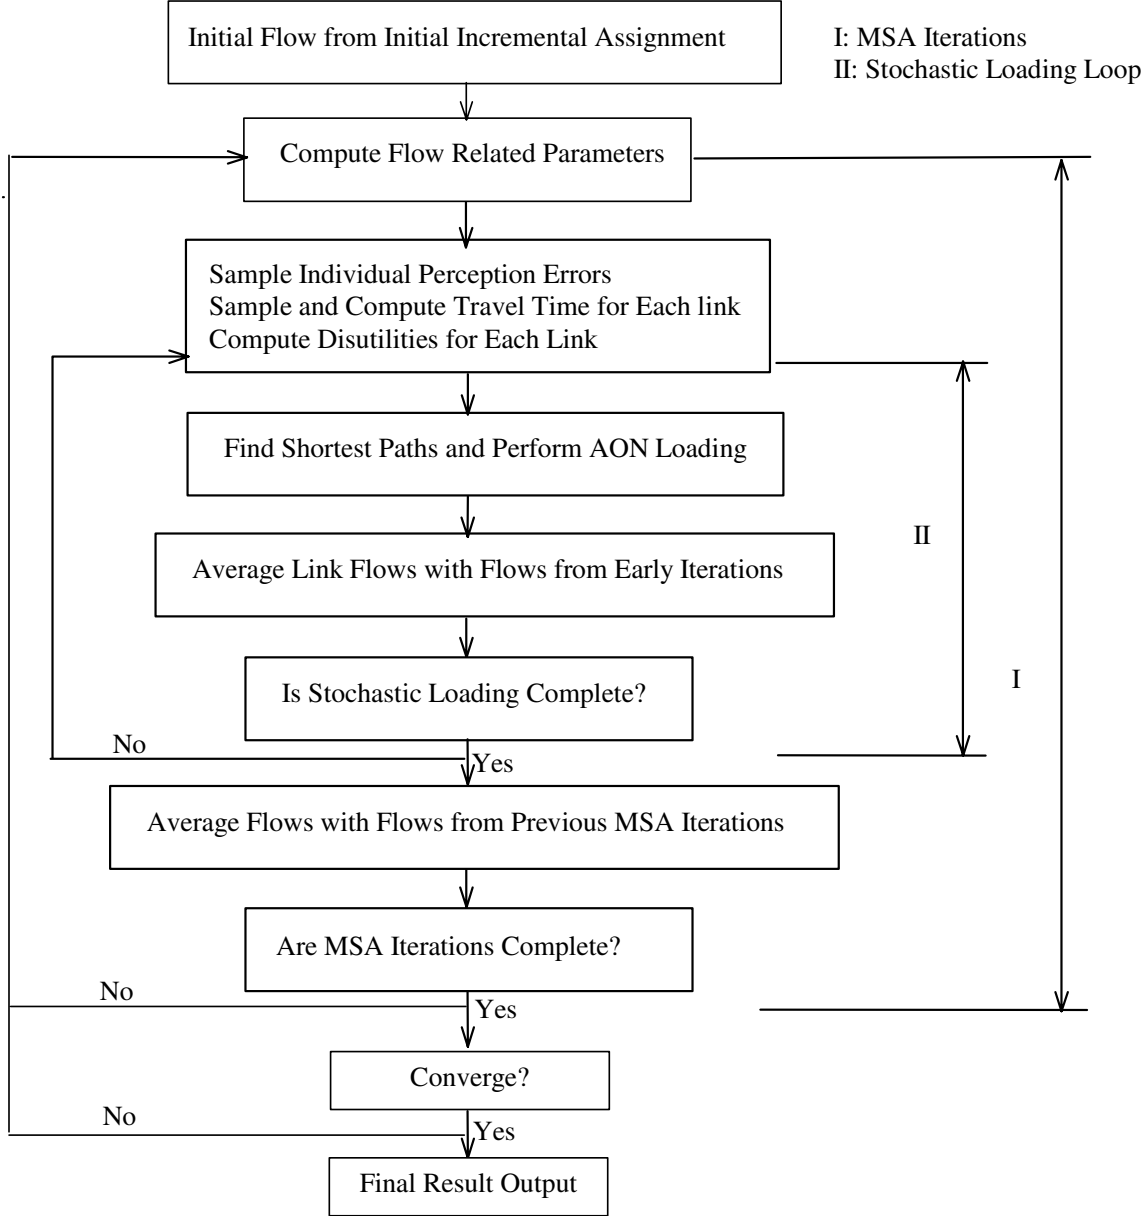 Initial Flow from Initial Incremental Assignment
I: MSA Iterations
II: Stochastic Loading Loop
Compute Flow Related Parameters
Sample Individual Perception Errors
Sample and Compute Travel Time for Each link
Compute Disutilities for Each Link
Find Shortest Paths and Perform AON Loading
II
Average Link Flows with Flows from Early Iterations
Is Stochastic Loading Complete?
I
No
Yes
Average Flows with Flows from Previous MSA Iterations
Are MSA Iterations Complete?
No
Yes
Converge?
No
Yes
Final Result Output